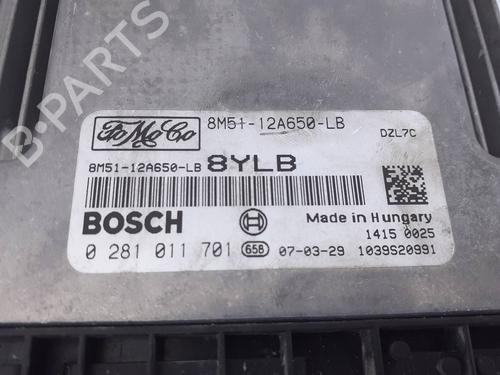 B-PARTS
FoMoCo
8M51-12A650-LB
DZL7C
8M51-12A650-LB 8YLB
BOSCH
Made in Hungary
1415 0025
0 281 011 701 658 07-03-29 1039S20991